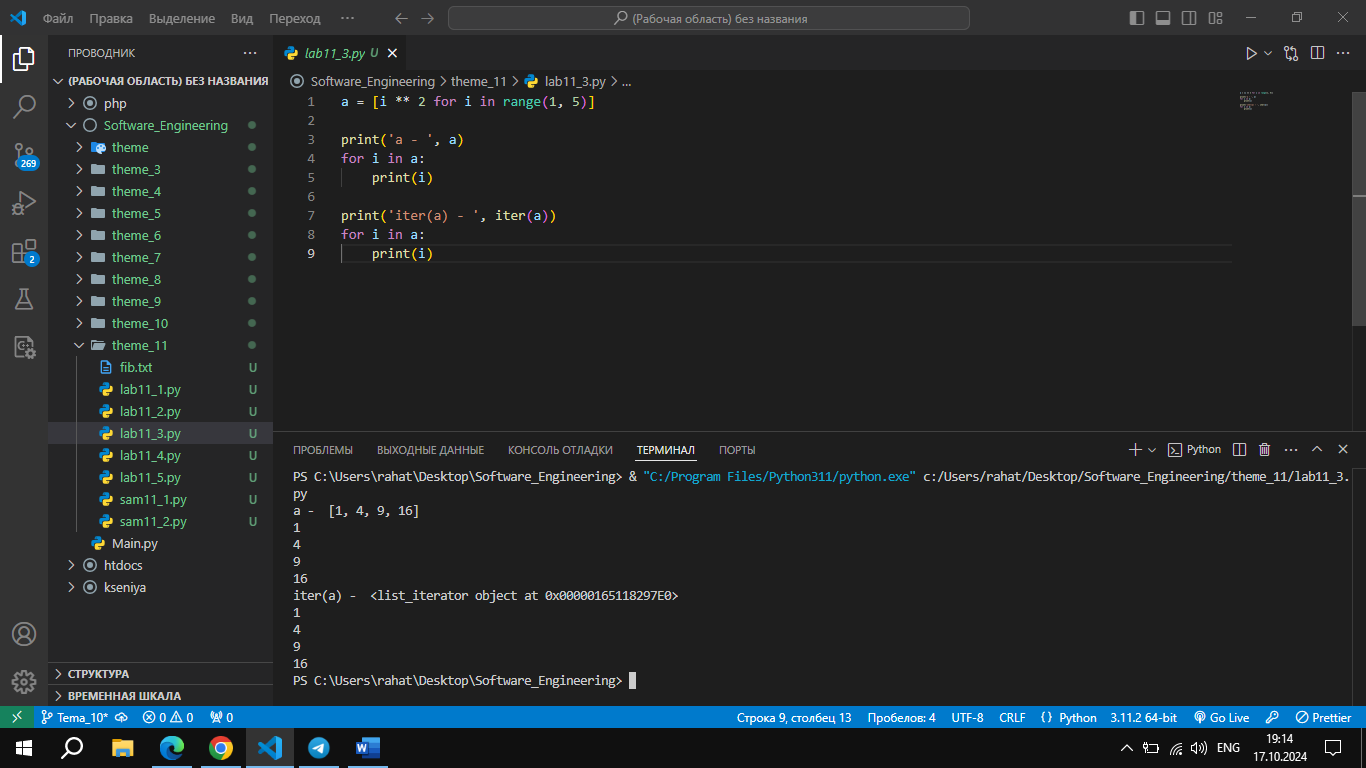 Файл Правка Выделение Вид Переход ··· (Рабочая область) без названия
ПРОВОДНИК ···
(РАБОЧАЯ ОБЛАСТЬ) БЕЗ НАЗВАНИЯ
php
Software_Engineering
theme
theme_3
theme_4
theme_5
theme_6
theme_7
theme_8
theme_9
theme_10
theme_11
fib.txt U
lab11_1.py U
lab11_2.py U
lab11_3.py U
lab11_4.py U
lab11_5.py U
sam11_1.py U
sam11_2.py U
Main.py
htdocs
kseniya
СТРУКТУРА
ВРЕМЕННАЯ ШКАЛА
269
2
lab11_3.py U
Software_Engineering > theme_11 > lab11_3.py > ...
1 a = [i ** 2 for i in range(1, 5)]
2
3 print('a - ', a)
4 for i in a:
5     print(i)
6
7 print('iter(a) - ', iter(a))
8 for i in a:
9     print(i)
ПРОБЛЕМЫ ВЫХОДНЫЕ ДАННЫЕ КОНСОЛЬ ОТЛАДКИ ТЕРМИНАЛ ПОРТЫ Python
PS C:\Users\rahat\Desktop\Software_Engineering> & "C:/Program Files/Python311/python.exe" c:/Users/rahat/Desktop/Software_Engineering/theme_11/lab11_3.
py
a -  [1, 4, 9, 16]
1
4
9
16
iter(a) -  <list_iterator object at 0x00000165118297E0>
1
4
9
16
PS C:\Users\rahat\Desktop\Software_Engineering>
Tema_10* 0 0 0 Строка 9, столбец 13 Пробелов: 4 UTF-8 CRLF {} Python 3.11.2 64-bit Go Live Prettier
ENG 19:14
17.10.2024